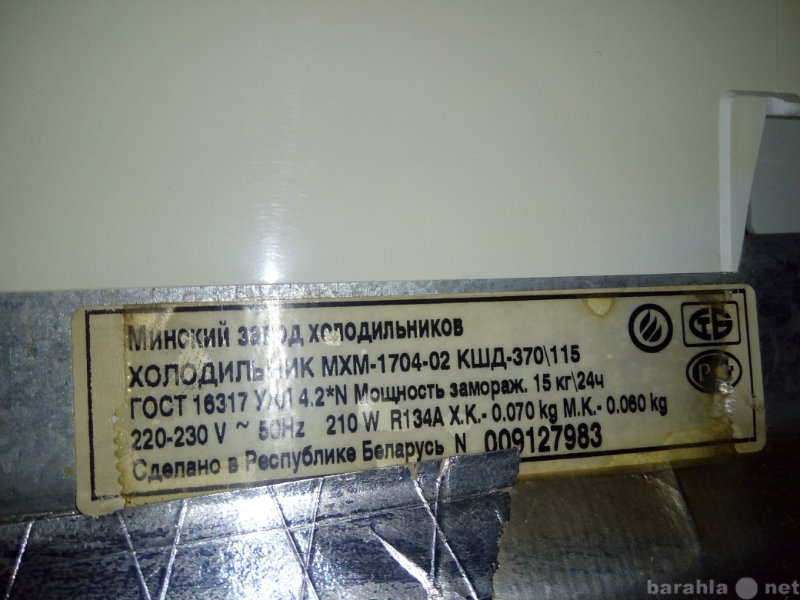 Минский завод холодильников
ХОЛОДИЛЬНИК МХМ-1704-02 КШД-370\115
ГОСТ 16317 УХЛ 4.2*N Мощность замораж. 15 кг\24ч
220-230 V ~ 50Hz 210 W R134A Х.К.- 0.070 kg М.К.- 0.060 kg
Сделано в Республике Беларусь N 009127983
barahla net